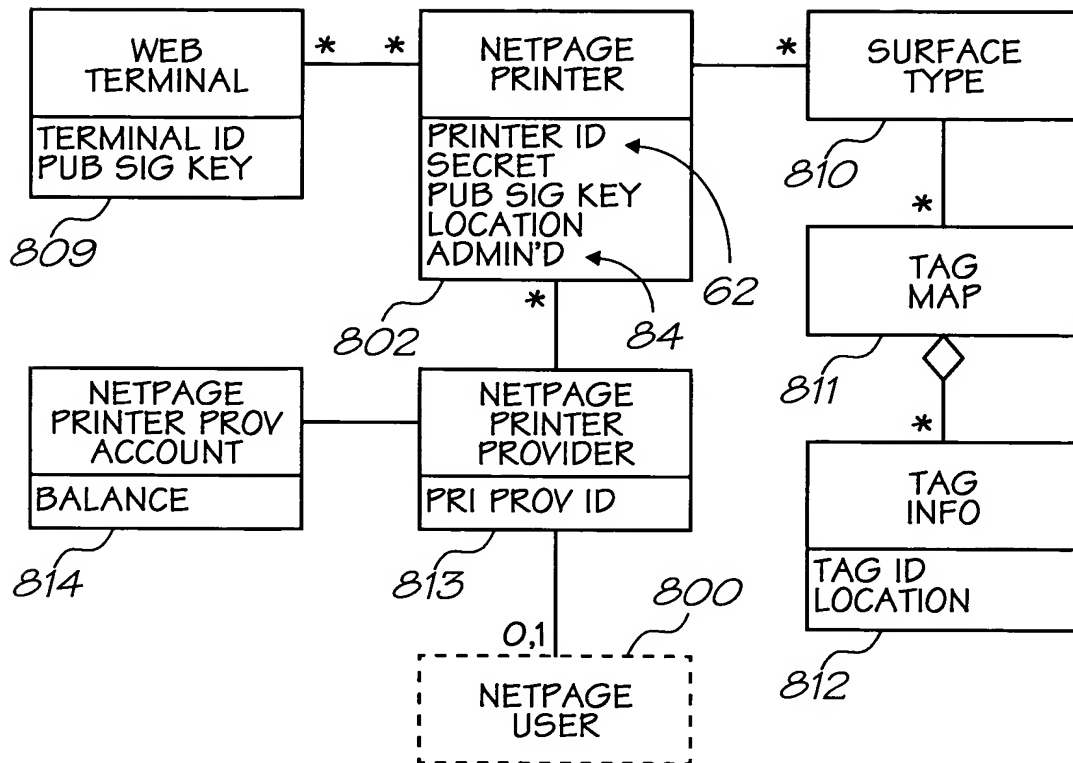 WEB
TERMINAL
TERMINAL ID
PUB SIG KEY
809
*
*
NETPAGE
PRINTER
PRINTER ID
SECRET
PUB SIG KEY
LOCATION
ADMIN'D
802
62
84
*
*
SURFACE
TYPE
810
*
TAG
MAP
811
*
TAG
INFO
TAG ID
LOCATION
812
NETPAGE
PRINTER PROV
ACCOUNT
BALANCE
814
NETPAGE
PRINTER
PROVIDER
PRI PROV ID
813
0,1
800
NETPAGE
USER